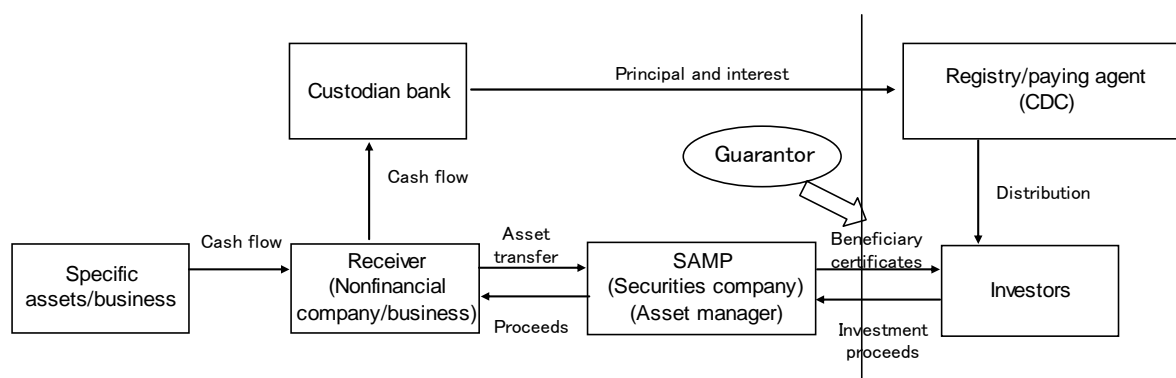 Principal and interest
Custodian bank
Registry/paying agent
(CDC)
Guarantor
Cash flow
Distribution
Cash flow
Asset
transfer
Beneficiary
certificates
Specific
assets/business
Receiver
(Nonfinancial
company/business)
SAMP
(Securities company)
(Asset manager)
Investors
Proceeds
Investment
proceeds